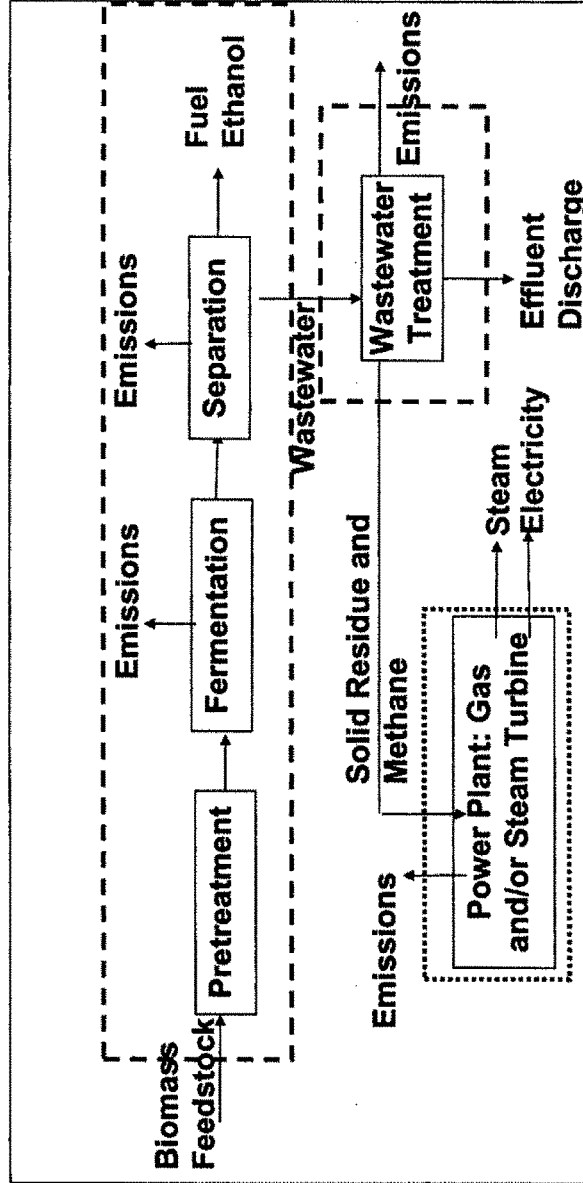 Biomass
Feedstock
Pretreatment
Emissions
Fermentation
Emissions
Separation
Fuel
Ethanol
Wastewater
Wastewater
Treatment
Emissions
Effluent
Discharge
Solid Residue and
Methane
Emissions
Power Plant: Gas
and/or Steam Turbine
Steam
Electricity